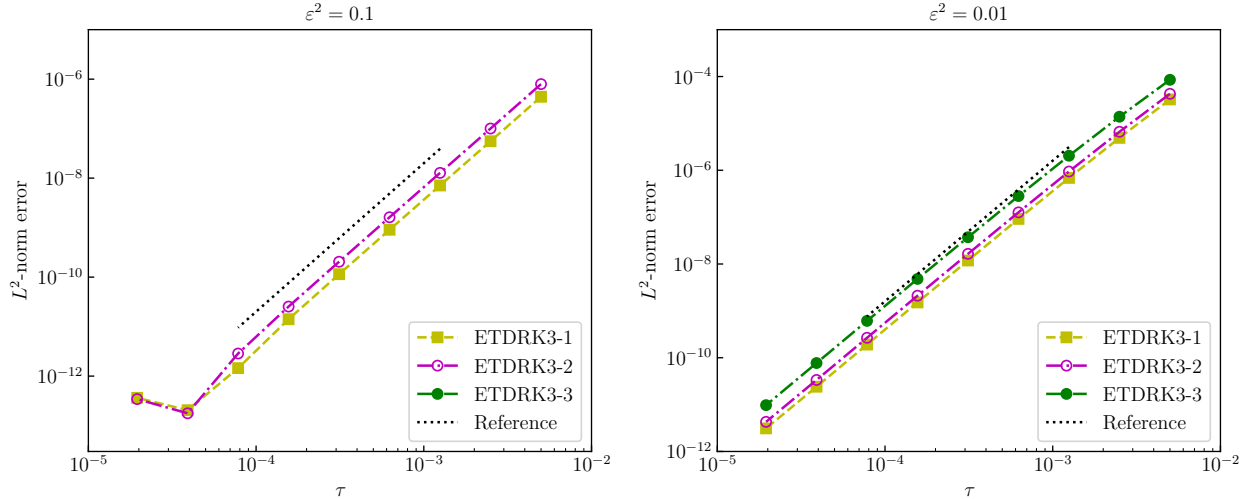 ε² = 0.1
10⁻⁶
10⁻⁸
10⁻¹⁰
10⁻¹²
L²-norm error
10⁻⁵
10⁻⁴
10⁻³
10⁻²
τ
ETDRK3-1
ETDRK3-2
ETDRK3-3
Reference
ε² = 0.01
10⁻⁴
10⁻⁶
10⁻⁸
10⁻¹⁰
10⁻¹²
L²-norm error
10⁻⁵
10⁻⁴
10⁻³
10⁻²
τ
ETDRK3-1
ETDRK3-2
ETDRK3-3
Reference